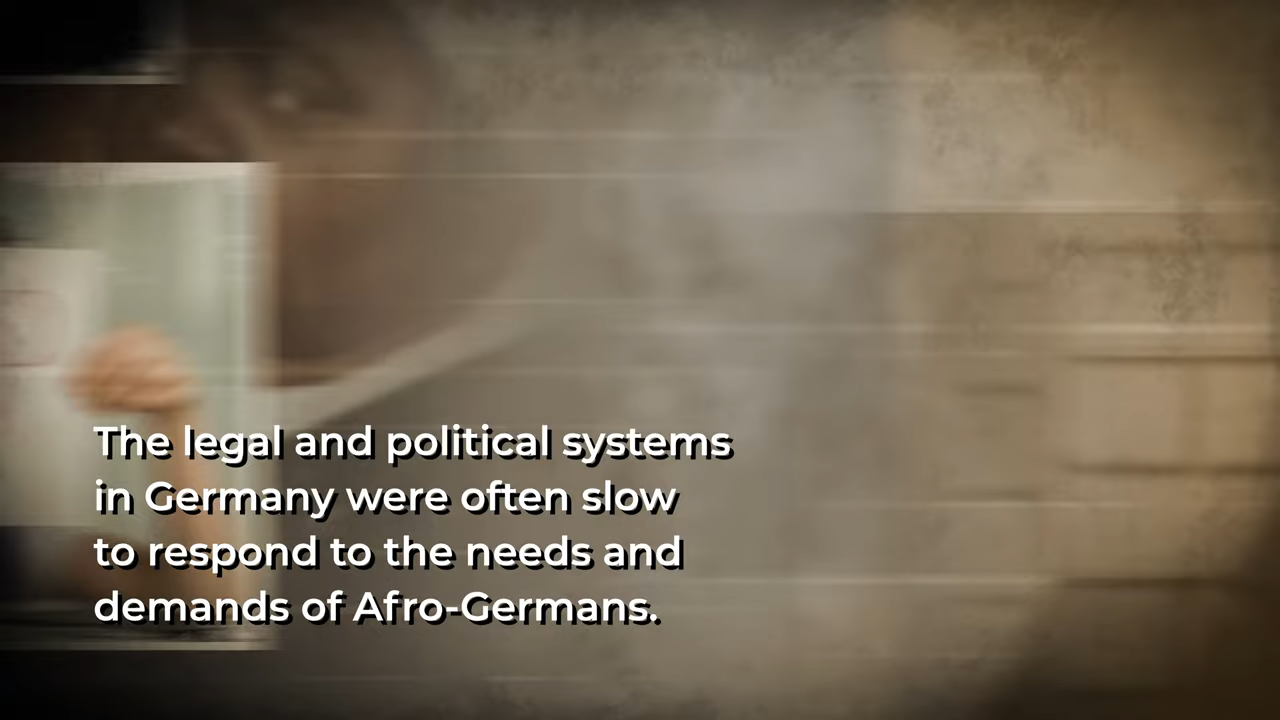 The legal and political systems
in Germany were often slow
to respond to the needs and
demands of Afro-Germans.